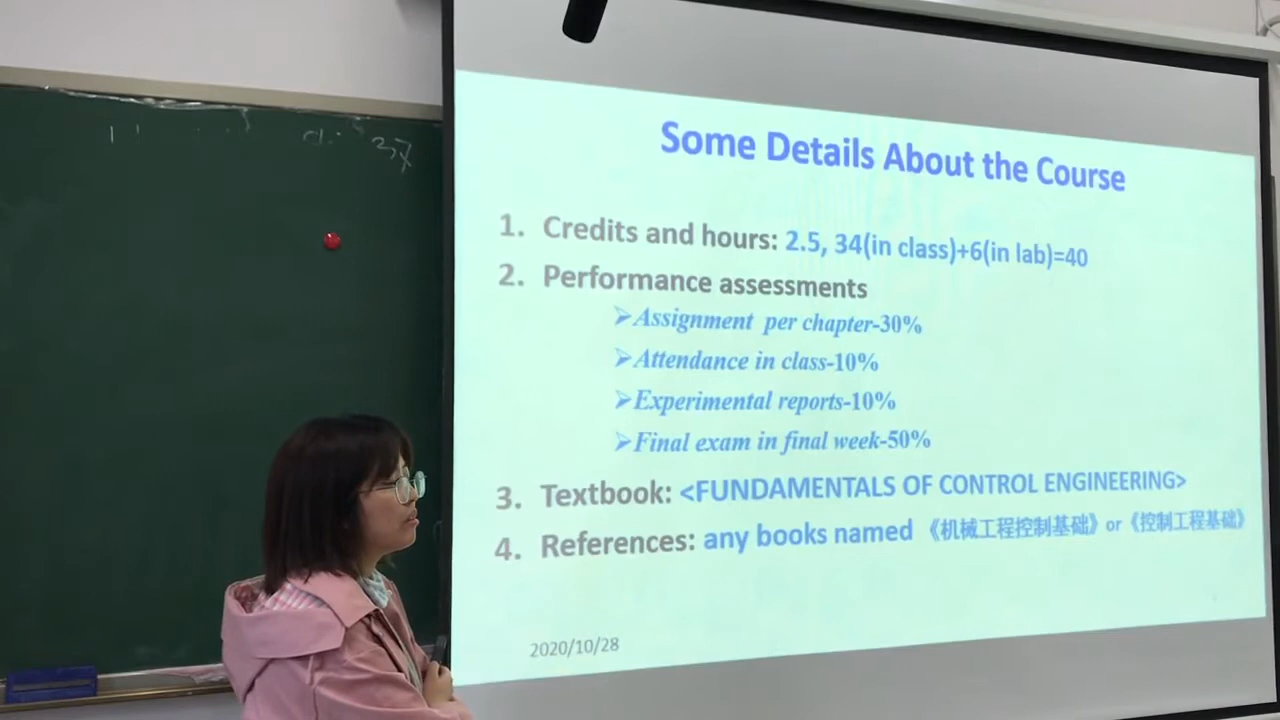 37
Some Details About the Course
1. Credits and hours: 2.5, 34(in class)+6(in lab)=40
2. Performance assessments
➢Assignment per chapter-30%
➢Attendance in class-10%
➢Experimental reports-10%
➢Final exam in final week-50%
3. Textbook: <FUNDAMENTALS OF CONTROL ENGINEERING>
4. References: any books named 《机械工程控制基础》or《控制工程基础》
2020/10/28